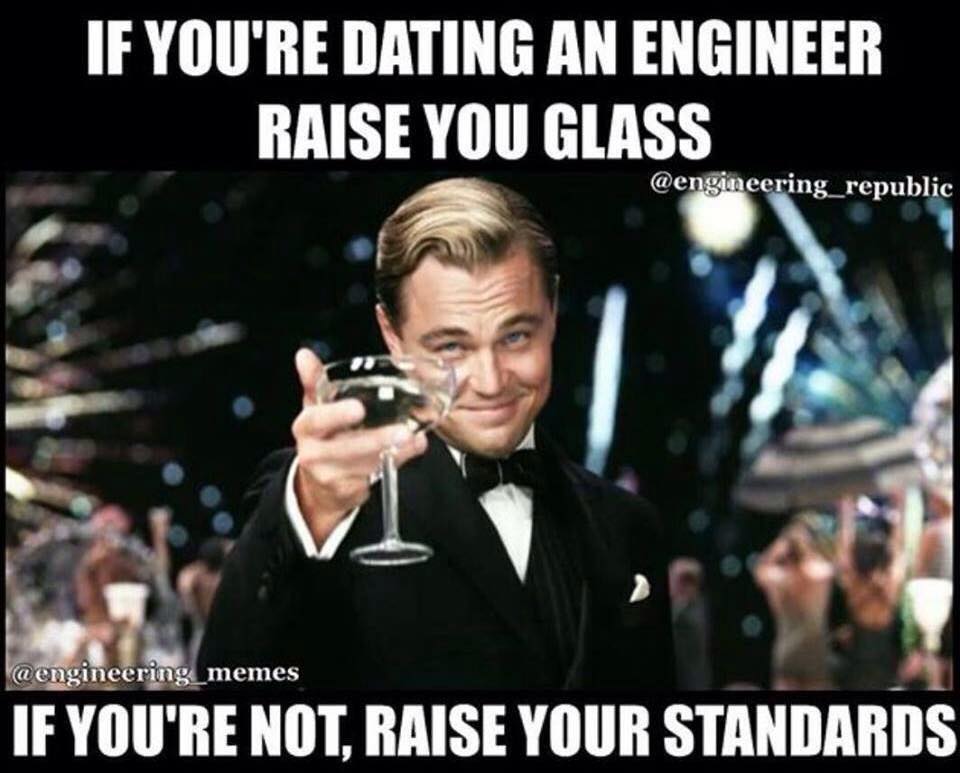 IF YOU'RE DATING AN ENGINEER
RAISE YOU GLASS
@engineering_republic
@engineering_memes
IF YOU'RE NOT, RAISE YOUR STANDARDS